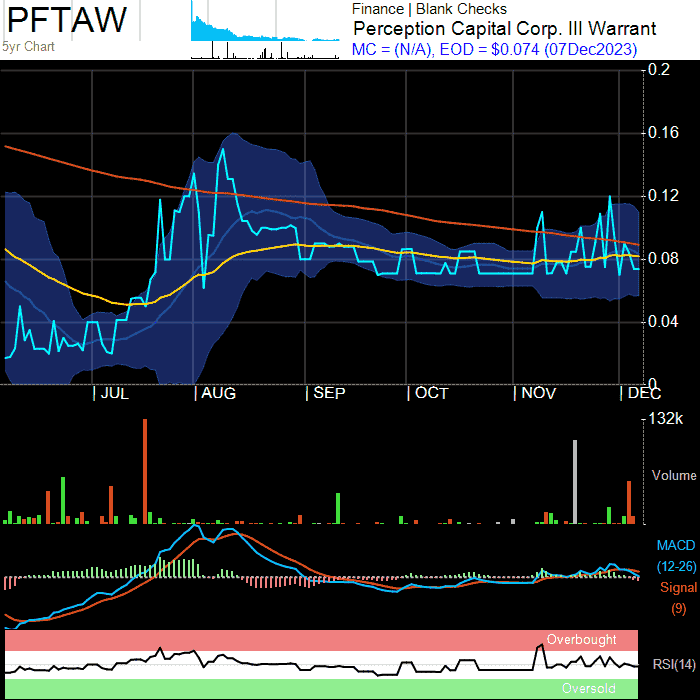 PFTAW
5yr Chart
Finance | Blank Checks
Perception Capital Corp. III Warrant
MC = (N/A), EOD = $0.074 (07Dec2023)
0.2
0.16
0.12
0.08
0.04
0
JUL AUG SEP OCT NOV DEC
132k
Volume
MACD
(12-26)
Signal
(9)
Overbought
RSI(14)
Oversold